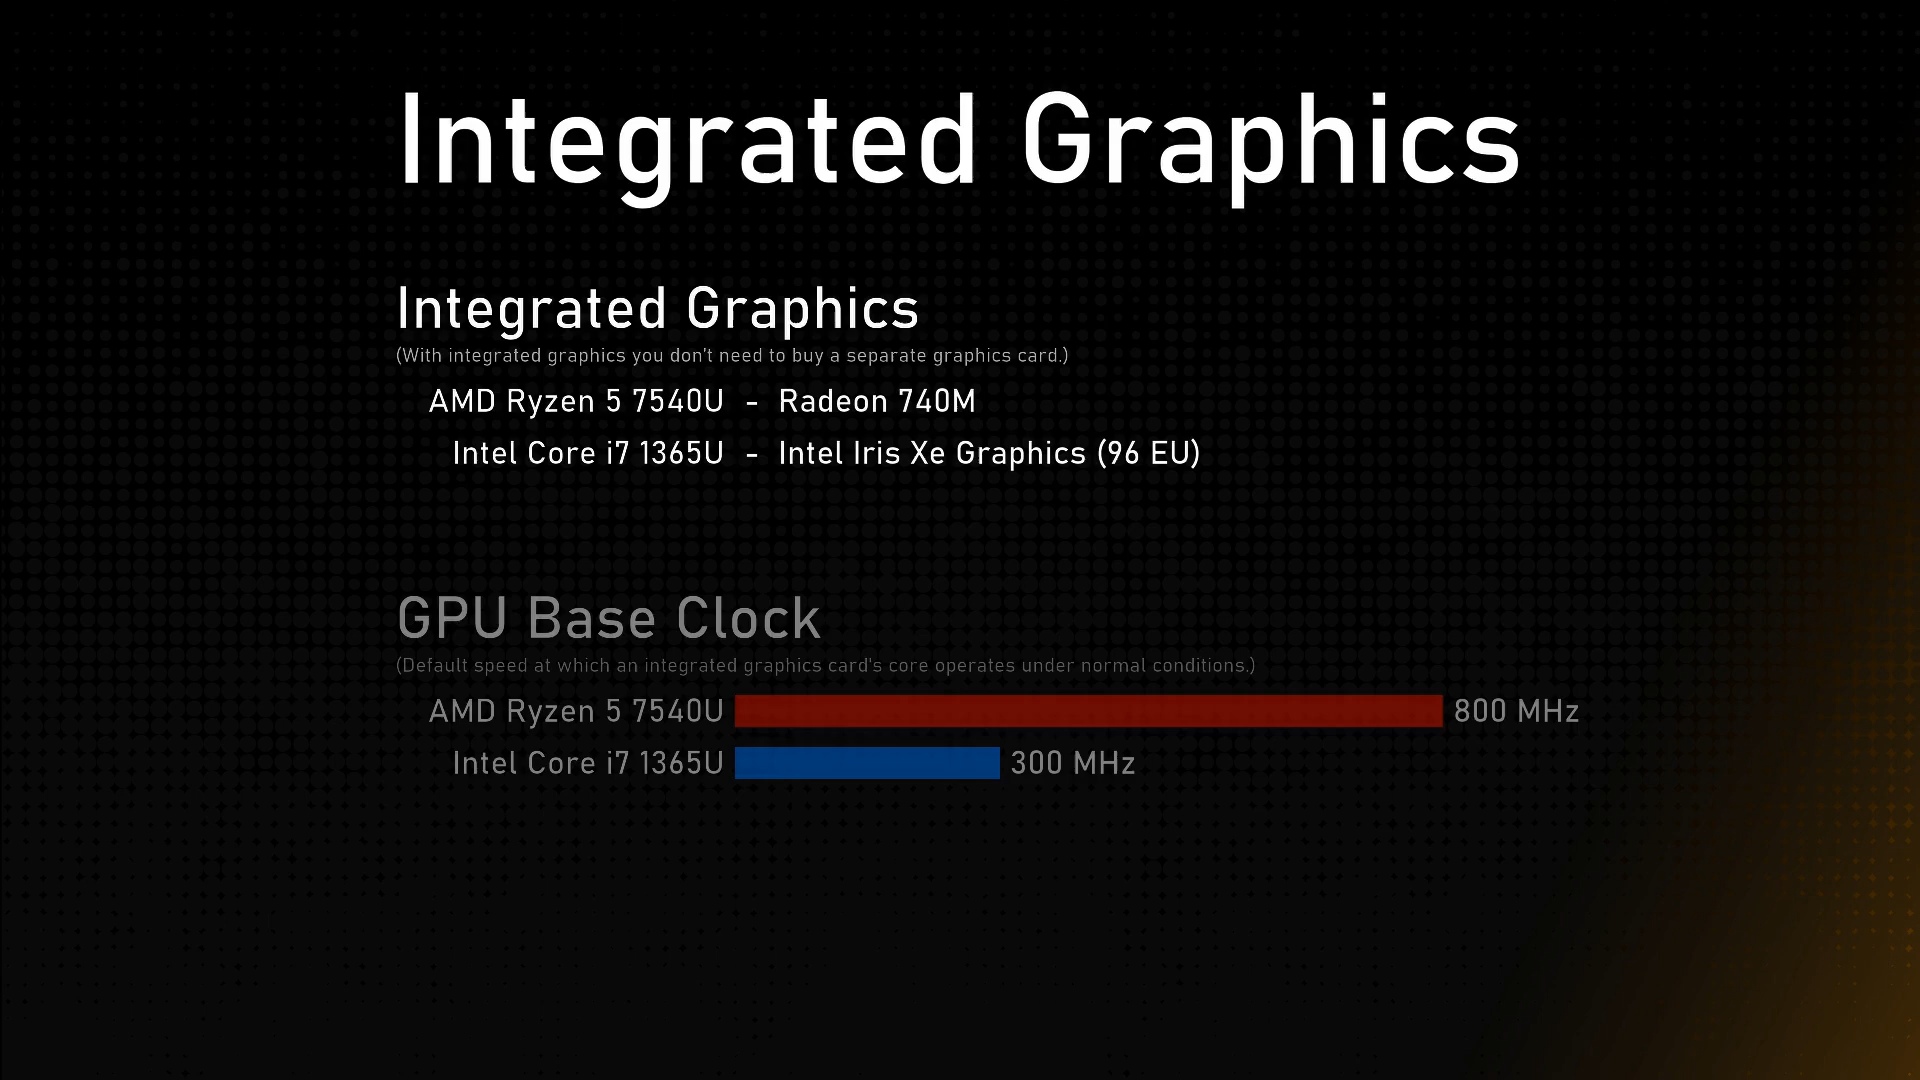 Integrated Graphics
Integrated Graphics
(With integrated graphics you don't need to buy a separate graphics card.)
AMD Ryzen 5 7540U - Radeon 740M
Intel Core i7 1365U - Intel Iris Xe Graphics (96 EU)
GPU Base Clock
(Default speed at which an integrated graphics card's core operates under normal conditions.)
AMD Ryzen 5 7540U 800 MHz
Intel Core i7 1365U 300 MHz